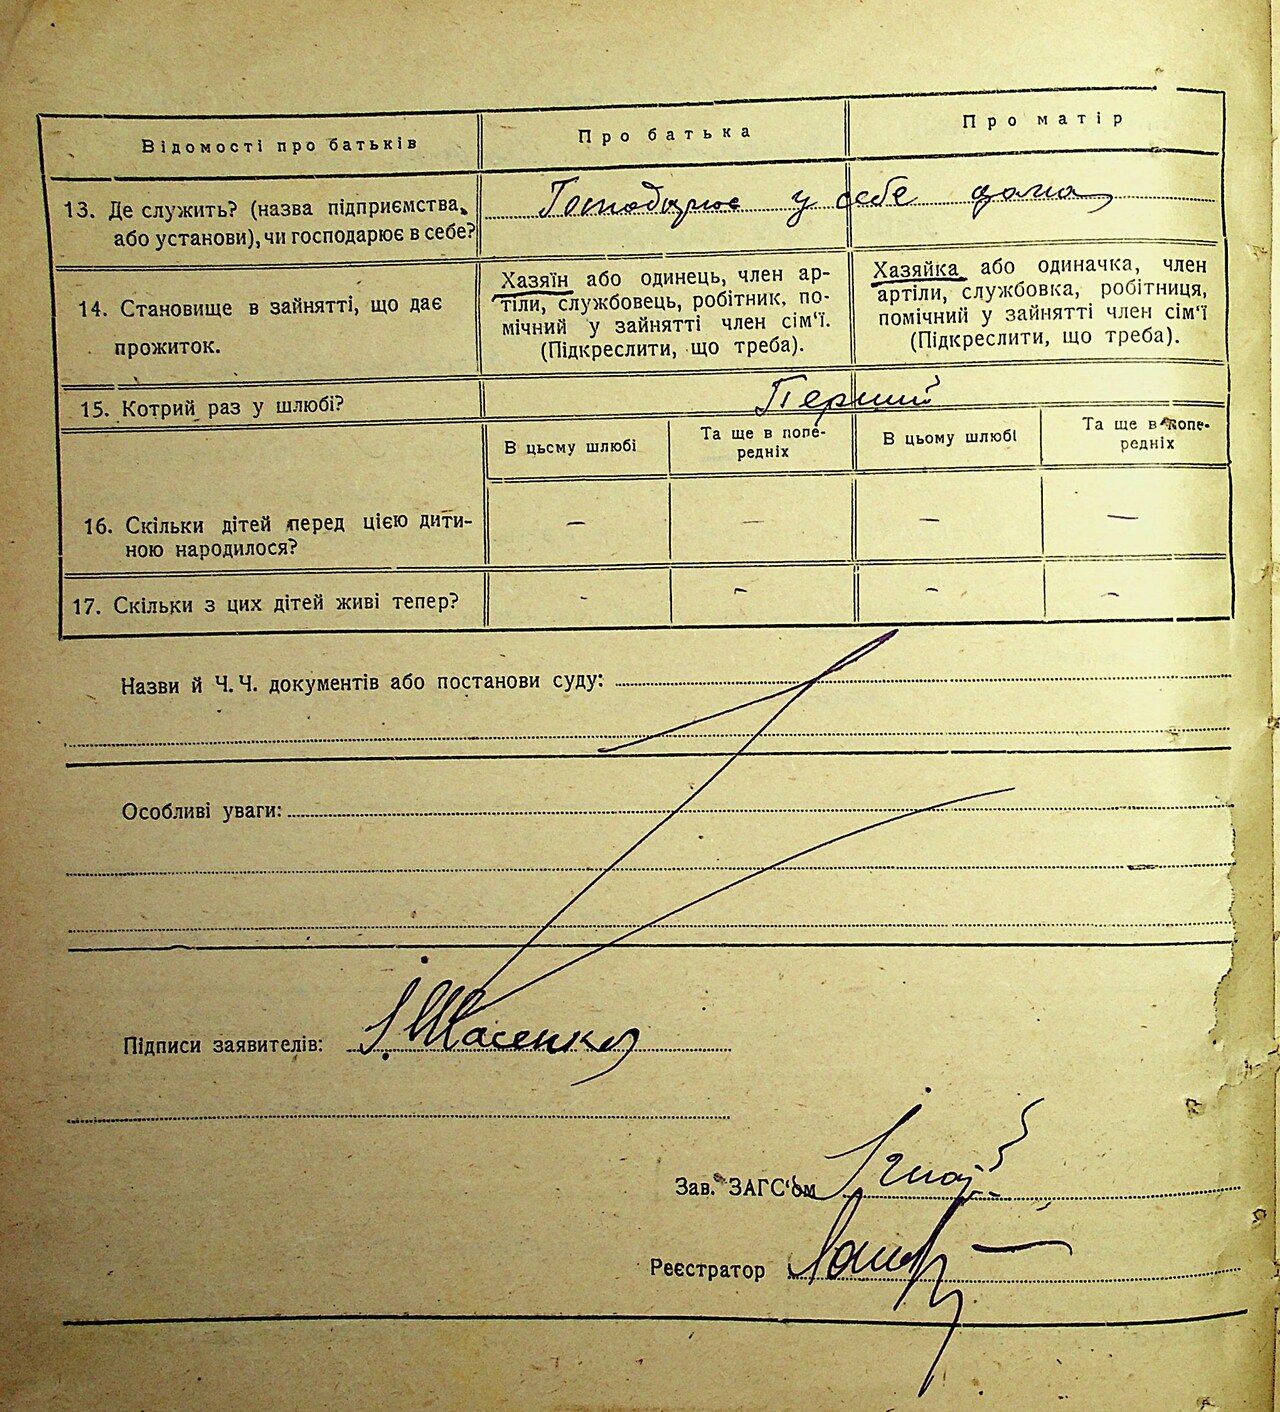 Відомості про батьків
Про батька
Про матір
13. Де служить? (назва підприємства,
або установи), чи господарює в себе?
Господарює у себе дома
14. Становище в зайнятті, що дає
прожиток.
Хазяїн або одинець, член ар-
тіли, службовець, робітник, по-
мічний у зайнятті член сім‘ї.
(Підкреслити, що треба).
Хазяйка або одиначка, член
артіли, службовка, робітниця,
помічний у зайнятті член сім‘ї
(Підкреслити, що треба).
15. Котрий раз у шлюбі?
Перший
В цьсму шлюбі
Та ще в попе-
редніх
В цьому шлюбі
Та ще в попе-
редніх
16. Скільки дітей перед цією дити-
ною народилося?
— — — —
17. Скільки з цих дітей живі тепер?
- - - -
Назви й Ч. Ч. документів або постанови суду:
Особливі уваги:
Підписи заявителів:
Зав. ЗАГС‘ом
Реєстратор